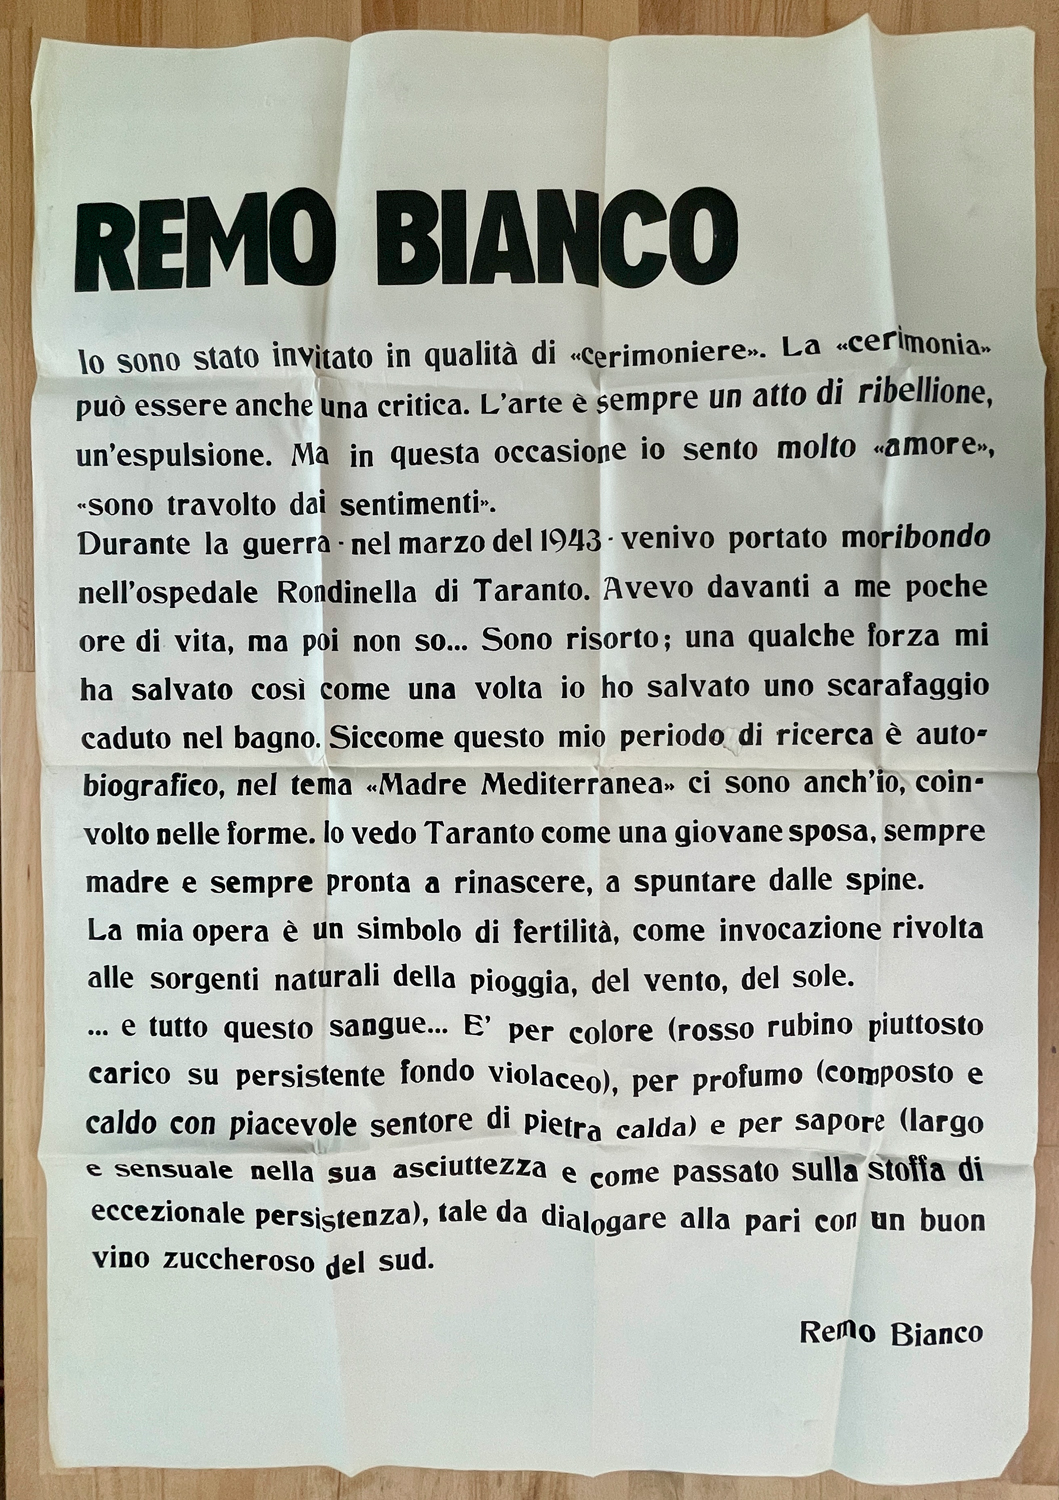 REMO BIANCO
Io sono stato invitato in qualità di «cerimoniere». La «cerimonia»
può essere anche una critica. L'arte è sempre un atto di ribellione,
un'espulsione. Ma in questa occasione io sento molto «amore»,
«sono travolto dai sentimenti».
Durante la guerra - nel marzo del 1943 - venivo portato moribondo
nell'ospedale Rondinella di Taranto. Avevo davanti a me poche
ore di vita, ma poi non so... Sono risorto; una qualche forza mi
ha salvato così come una volta io ho salvato uno scarafaggio
caduto nel bagno. Siccome questo mio periodo di ricerca è auto-
biografico, nel tema «Madre Mediterranea» ci sono anch'io, coin-
volto nelle forme. Io vedo Taranto come una giovane sposa, sempre
madre e sempre pronta a rinascere, a spuntare dalle spine.
La mia opera è un simbolo di fertilità, come invocazione rivolta
alle sorgenti naturali della pioggia, del vento, del sole.
... e tutto questo sangue... E' per colore (rosso rubino piuttosto
carico su persistente fondo violaceo), per profumo (composto e
caldo con piacevole sentore di pietra calda) e per sapore (largo
e sensuale nella sua asciuttezza e come passato sulla stoffa di
eccezionale persistenza), tale da dialogare alla pari con un buon
vino zuccheroso del sud.
Remo Bianco